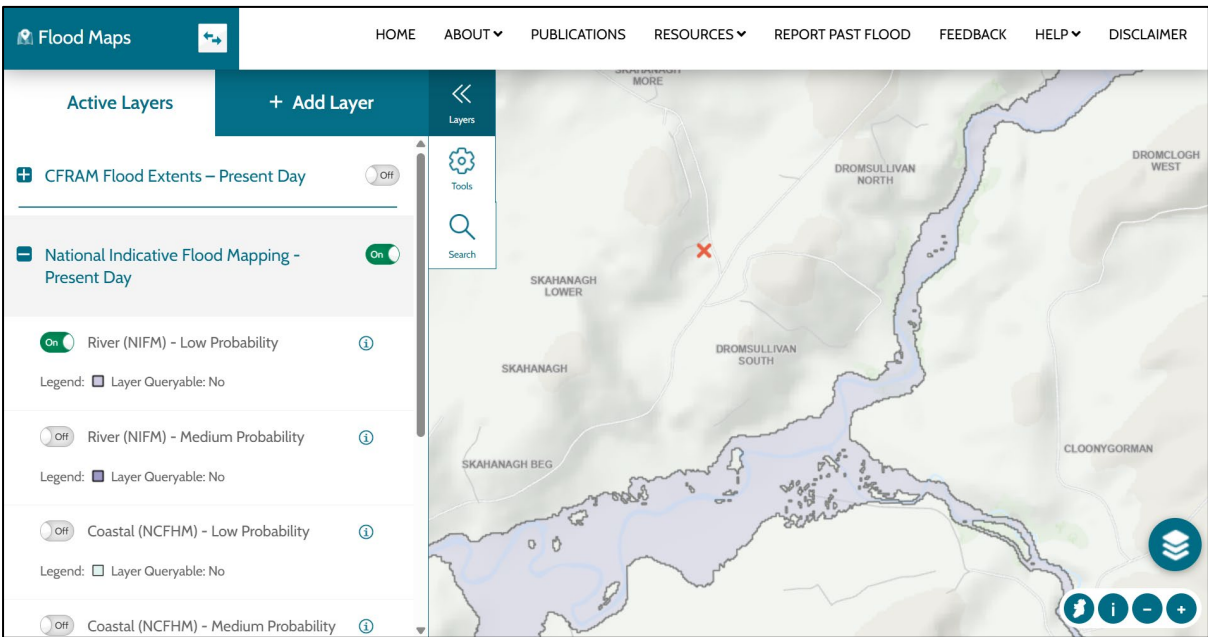 Flood Maps
HOME ABOUT PUBLICATIONS RESOURCES REPORT PAST FLOOD FEEDBACK HELP DISCLAIMER
Active Layers
+ Add Layer
CFRAM Flood Extents – Present Day
Off
National Indicative Flood Mapping -
Present Day
On
On
River (NIFM) - Low Probability
Legend: Layer Queryable: No
Off
River (NIFM) - Medium Probability
Legend: Layer Queryable: No
Off
Coastal (NCFHM) - Low Probability
Legend: Layer Queryable: No
Off
Coastal (NCFHM) - Medium Probability
Layers
Tools
Search
SKAHANAGH
MORE
DROMSULLIVAN
NORTH
DROMCLOGH
WEST
SKAHANAGH
LOWER
DROMSULLIVAN
SOUTH
SKAHANAGH
SKAHANAGH BEG
CLOONYGORMAN
i - +